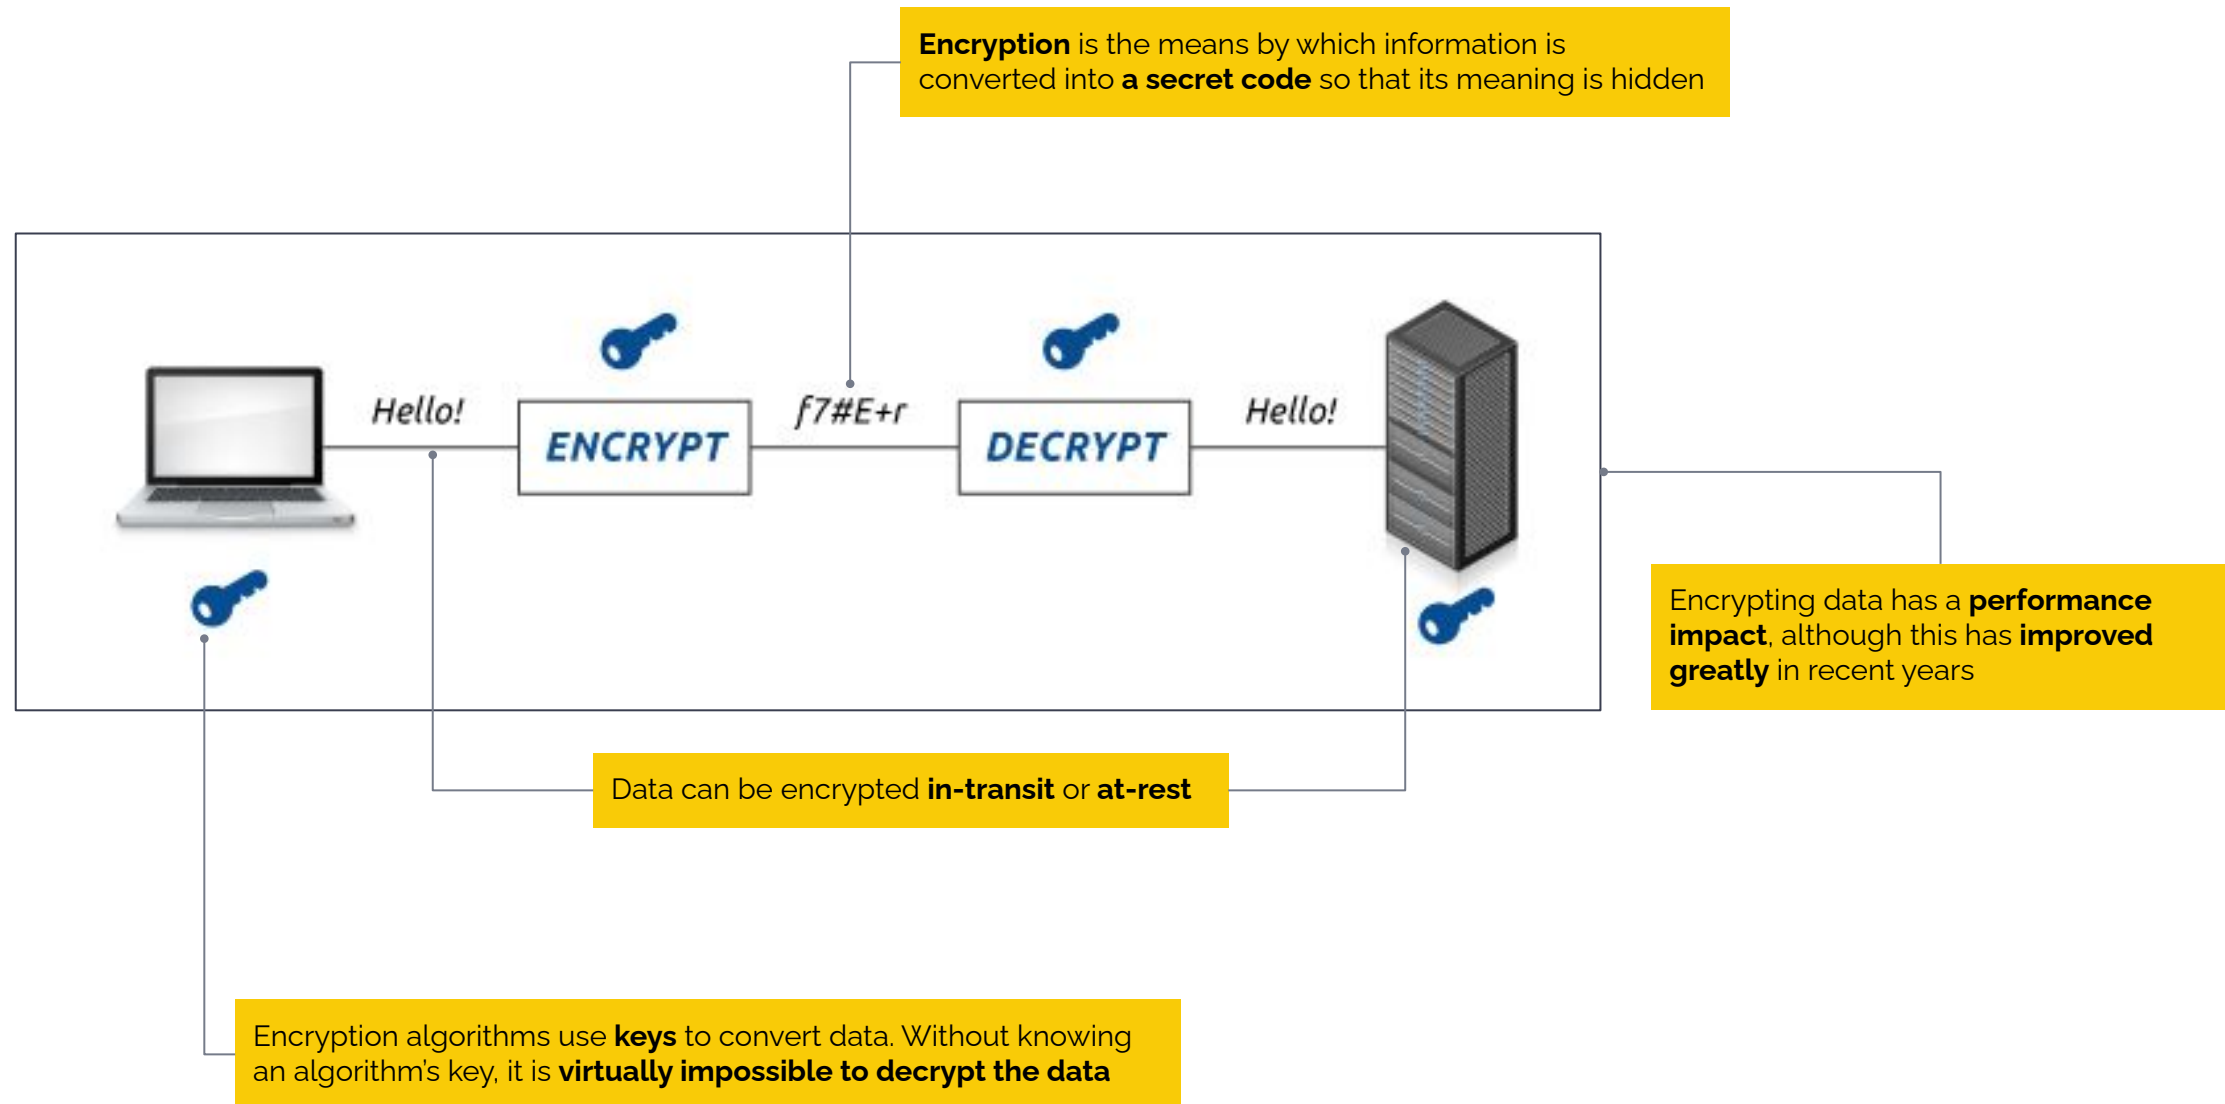 Encryption is the means by which information is
converted into a secret code so that its meaning is hidden
Hello!
ENCRYPT
f7#E+r
DECRYPT
Hello!
Encrypting data has a performance
impact, although this has improved
greatly in recent years
Data can be encrypted in-transit or at-rest
Encryption algorithms use keys to convert data. Without knowing
an algorithm’s key, it is virtually impossible to decrypt the data